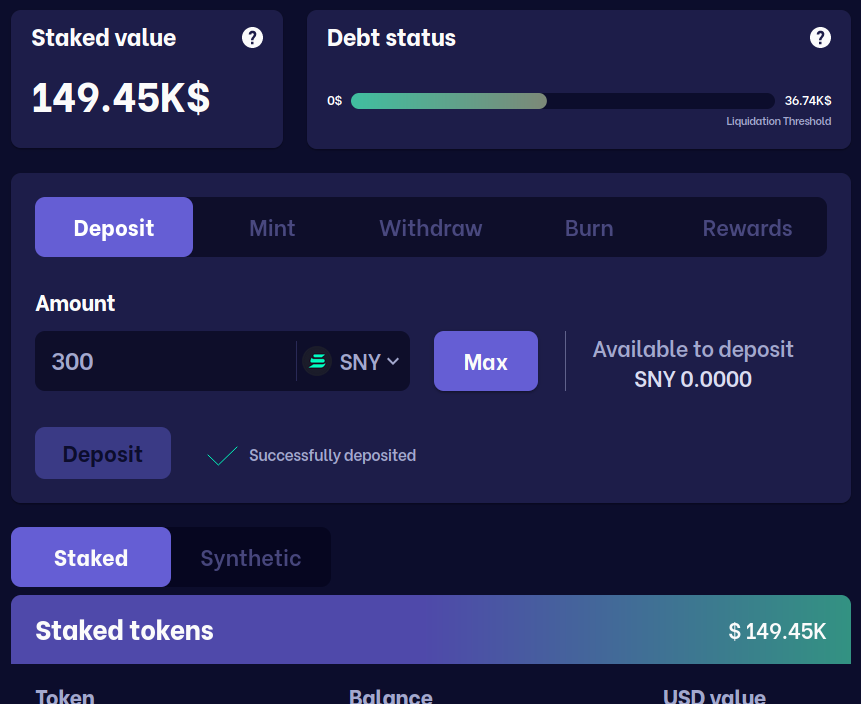 Staked value
?
149.45K$
Debt status
?
0$
36.74K$
Liquidation Threshold
Deposit
Mint
Withdraw
Burn
Rewards
Amount
300
SNY
Max
Available to deposit
SNY 0.0000
Deposit
Successfully deposited
Staked
Synthetic
Staked tokens
$ 149.45K
Token
Balance
USD value